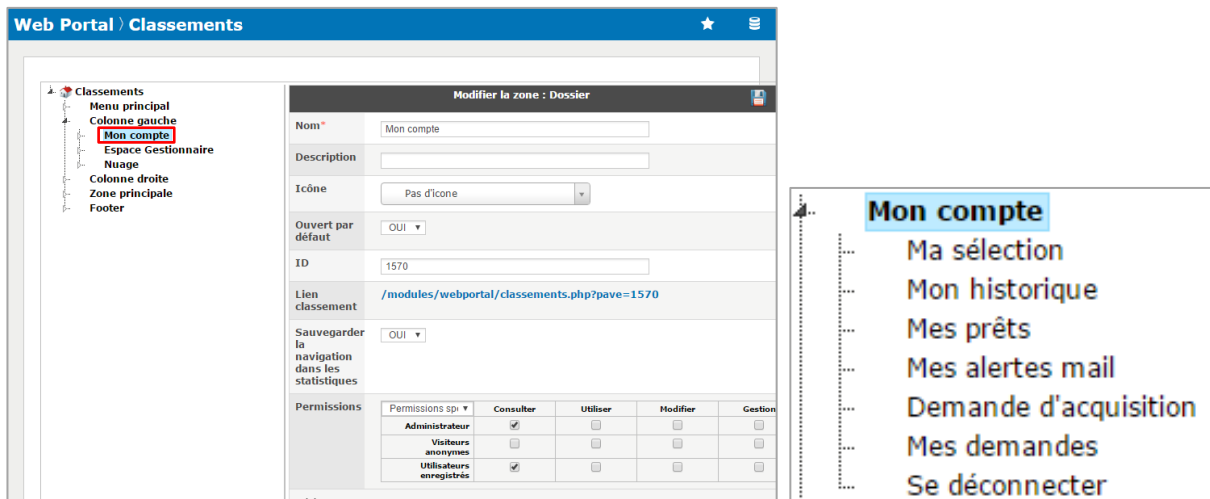 Web Portal 〉Classements
Classements
Menu principal
Colonne gauche
Mon compte
Espace Gestionnaire
Nuage
Colonne droite
Zone principale
Footer
Modifier la zone : Dossier
Nom* Mon compte
Description
Icône Pas d'icone
Ouvert par
défaut OUI
ID 1570
Lien
classement /modules/webportal/classements.php?pave=1570
Sauvegarder
la
navigation
dans les
statistiques OUI
Permissions Permissions spé Consulter Utiliser Modifier Gestion
Administrateur
Visiteurs
anonymes
Utilisateurs
enregistrés
Mon compte
Ma sélection
Mon historique
Mes prêts
Mes alertes mail
Demande d'acquisition
Mes demandes
Se déconnecter